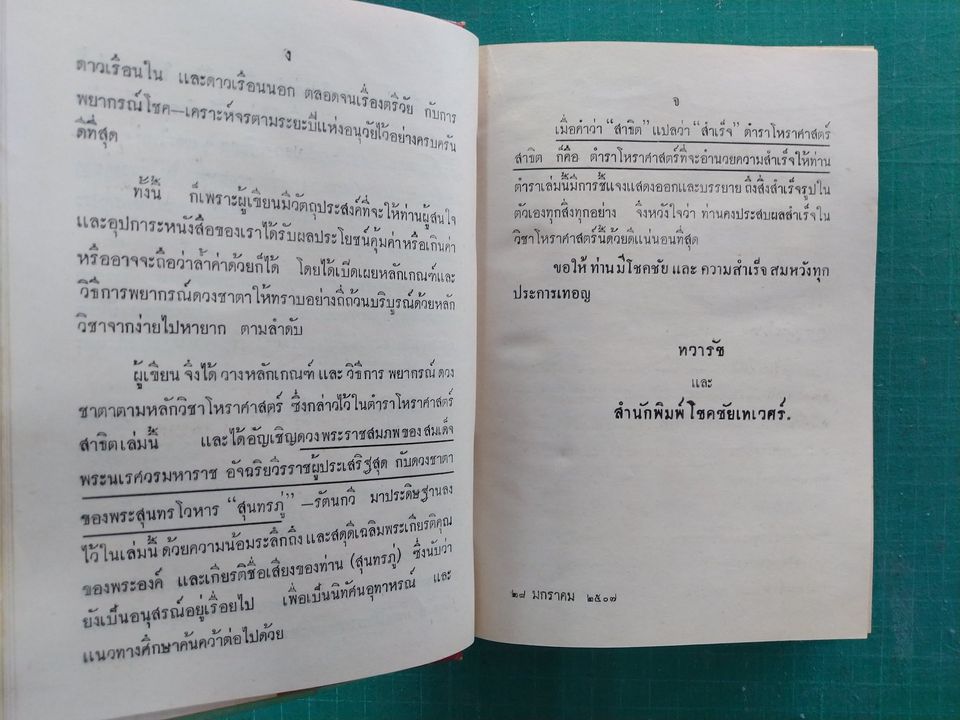 ง
ดาวเรือนใน และดาวเรือนนอก ตลอดจนเรื่องตรีวัย กับการ
พยากรณ์โชค—เคราะห์จรตามระยะปีแห่งอนุวัยไว้อย่างครบครัน
ดีที่สุด
ทั้งนี้ ก็เพราะผู้เขียนมีวัตถุประสงค์ที่จะให้ท่านผู้สนใจ
และอุปการะหนังสือของเราได้รับผลประโยชน์คุ้มค่าหรือเกินค่า
หรืออาจจะถือว่าล้ำค่าด้วยก็ได้ โดยได้เปิดเผยหลักเกณฑ์และ
วิธีการพยากรณ์ดวงชาตาให้ทราบอย่างถี่ถ้วนบริบูรณ์ด้วยหลัก
วิชาจากง่ายไปหายาก ตามลำดับ
ผู้เขียน จึงได้ วางหลักเกณฑ์ และ วิธีการ พยากรณ์ ดวง
ชาตาตามหลักวิชาโหราศาสตร์ ซึ่งกล่าวไว้ในตำราโหราศาสตร์
สาขิตเล่มนี้ และได้อัญเชิญดวงพระราชสมภพของสมเด็จ
พระนเรศวรมหาราช อัจฉริยวีรราชผู้ประเสริฐสุด กับดวงชาตา
ของพระสุนทรโวหาร “สุนทรภู่” —รัตนกวี มาประดิษฐานลง
ไว้ในเล่มนี้ ด้วยความน้อมระลึกถึง และสดุดีเฉลิมพระเกียรติคุณ
ของพระองค์ และเกียรติชื่อเสียงของท่าน (สุนทรภู่) ซึ่งนับว่า
ยังเป็นอนุสรณ์อยู่เรื่อยไป เพื่อเป็นนิทัศน์อุทาหรณ์ และ
แนวทางศึกษาค้นคว้าต่อไปด้วย
จ
เมื่อคำว่า “สาขิต” แปลว่า “สำเร็จ” ตำราโหราศาสตร์
สาขิต ก็คือ ตำราโหราศาสตร์ที่จะอำนวยความสำเร็จให้ท่าน
ตำราเล่มนี้มีการชี้แจงแสดงออกและบรรยาย ถึงสิ่งสำเร็จรูปใน
ตัวเองทุกสิ่งทุกอย่าง จึงหวังใจว่า ท่านคงประสบผลสำเร็จใน
วิชาโหราศาสตร์นี้ด้วยดีแน่นอนที่สุด
ขอให้ ท่าน มีโชคชัย และ ความสำเร็จ สมหวังทุก
ประการเทอญ
ทวารัช
และ
สำนักพิมพ์โชคชัยเทเวศร์.
๒๘ มกราคม ๒๕๐๗